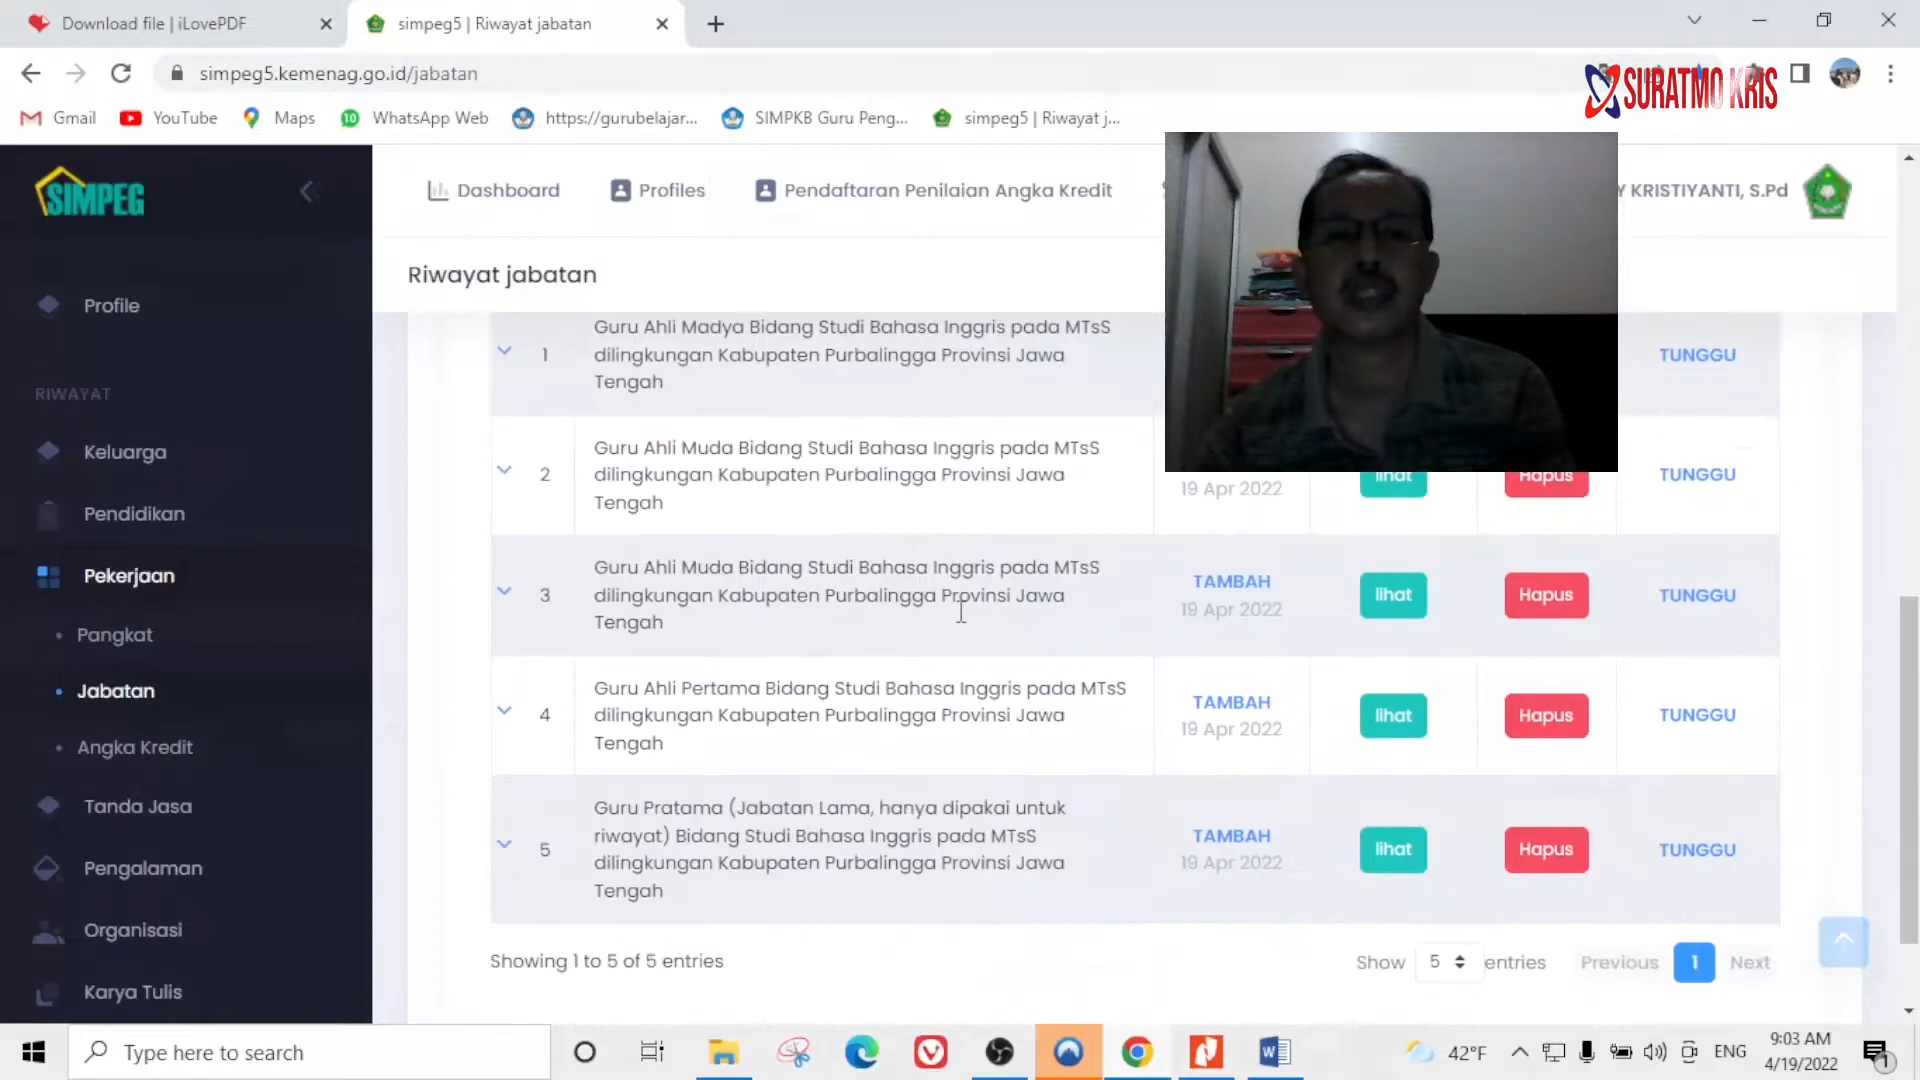 Download file | iLovePDF
simpeg5 | Riwayat jabatan
simpeg5.kemenag.go.id/jabatan
SURATMO KRIS
Gmail
YouTube
Maps
WhatsApp Web
https://gurubelajar...
SIMPKB Guru Peng...
simpeg5 | Riwayat j...
SIMPEG
Dashboard
Profiles
Pendaftaran Penilaian Angka Kredit
Y KRISTIYANTI, S.Pd
Riwayat jabatan
Profile
RIWAYAT
Keluarga
Pendidikan
Pekerjaan
Pangkat
Jabatan
Angka Kredit
Tanda Jasa
Pengalaman
Organisasi
Karya Tulis
1
Guru Ahli Madya Bidang Studi Bahasa Inggris pada MTsS
dilingkungan Kabupaten Purbalingga Provinsi Jawa
Tengah
TUNGGU
2
Guru Ahli Muda Bidang Studi Bahasa Inggris pada MTsS
dilingkungan Kabupaten Purbalingga Provinsi Jawa
Tengah
19 Apr 2022
lihat
Hapus
TUNGGU
3
Guru Ahli Muda Bidang Studi Bahasa Inggris pada MTsS
dilingkungan Kabupaten Purbalingga Provinsi Jawa
Tengah
TAMBAH
19 Apr 2022
lihat
Hapus
TUNGGU
4
Guru Ahli Pertama Bidang Studi Bahasa Inggris pada MTsS
dilingkungan Kabupaten Purbalingga Provinsi Jawa
Tengah
TAMBAH
19 Apr 2022
lihat
Hapus
TUNGGU
5
Guru Pratama (Jabatan Lama, hanya dipakai untuk
riwayat) Bidang Studi Bahasa Inggris pada MTsS
dilingkungan Kabupaten Purbalingga Provinsi Jawa
Tengah
TAMBAH
19 Apr 2022
lihat
Hapus
TUNGGU
Showing 1 to 5 of 5 entries
Show 5 entries
Previous 1 Next
Type here to search
42°F
ENG
9:03 AM
4/19/2022
1